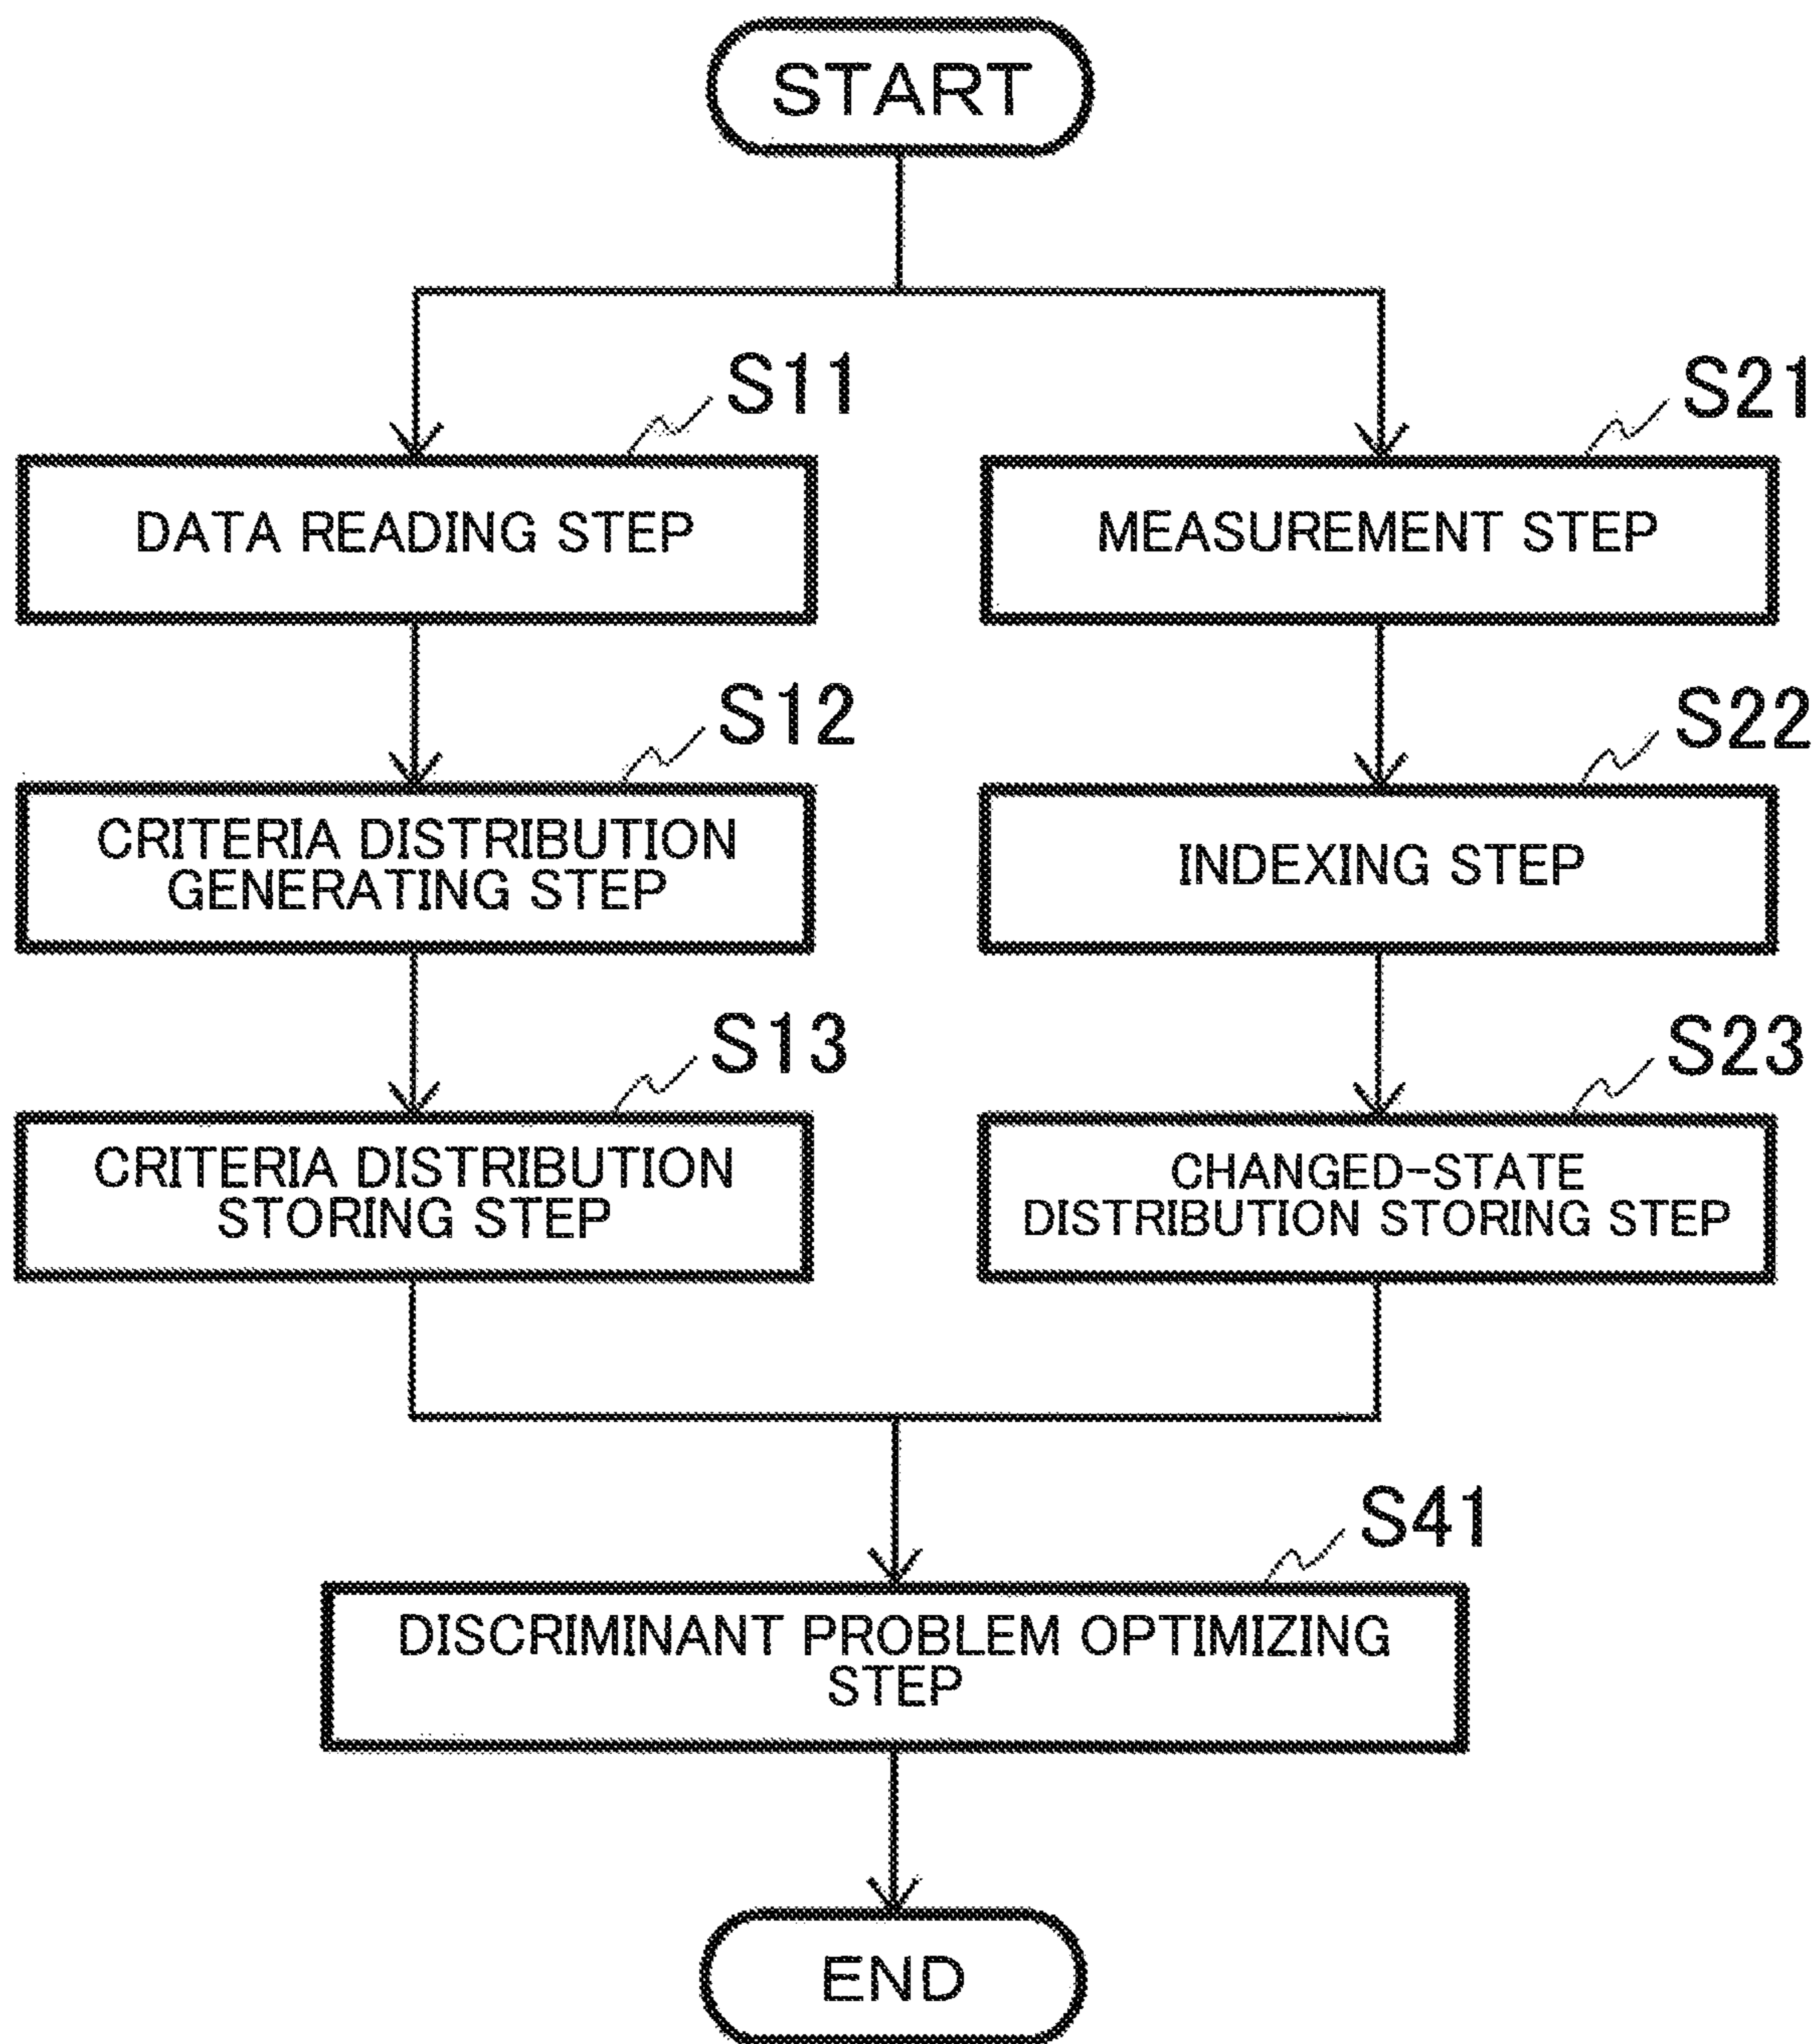 START
S11
DATA READING STEP
S12
CRITERIA DISTRIBUTION
GENERATING STEP
S13
CRITERIA DISTRIBUTION
STORING STEP
S21
MEASUREMENT STEP
S22
INDEXING STEP
S23
CHANGED-STATE
DISTRIBUTION STORING STEP
S41
DISCRIMINANT PROBLEM OPTIMIZING
STEP
END